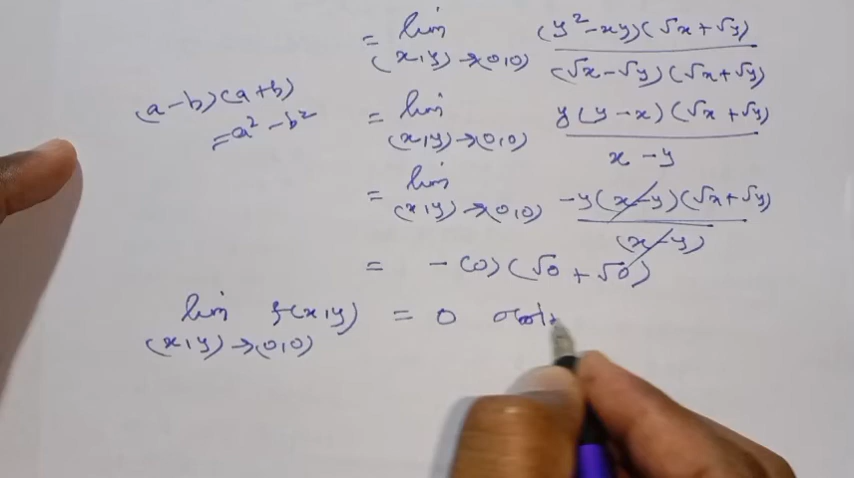 = lim (x,y)→(0,0) (y²-xy)(√x+√y) / (√x-√y)(√x+√y)
(a-b)(a+b)
= a² - b²
= lim (x,y)→(0,0) y(y-x)(√x+√y) / x-y
= lim (x,y)→(0,0) -y(x-y)(√x+√y) / (x-y)
= -(0)(√0+√0)
lim (x,y)→(0,0) f(x,y) = 0